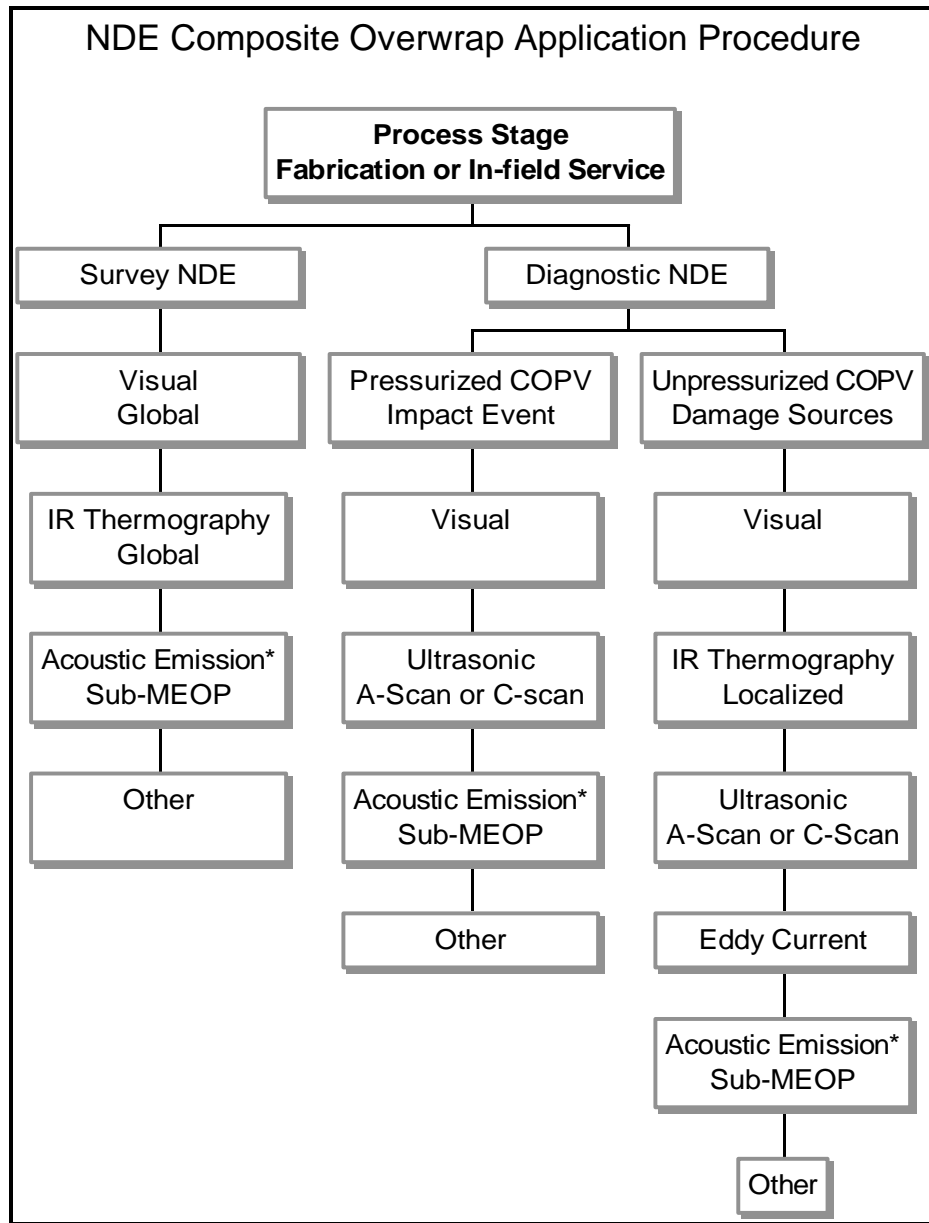 NDE Composite Overwrap Application Procedure
Process Stage
Fabrication or In-field Service
Survey NDE
Diagnostic NDE
Visual
Global
IR Thermography
Global
Acoustic Emission*
Sub-MEOP
Other
Pressurized COPV
Impact Event
Visual
Ultrasonic
A-Scan or C-scan
Acoustic Emission*
Sub-MEOP
Other
Unpressurized COPV
Damage Sources
Visual
IR Thermography
Localized
Ultrasonic
A-Scan or C-Scan
Eddy Current
Acoustic Emission*
Sub-MEOP
Other